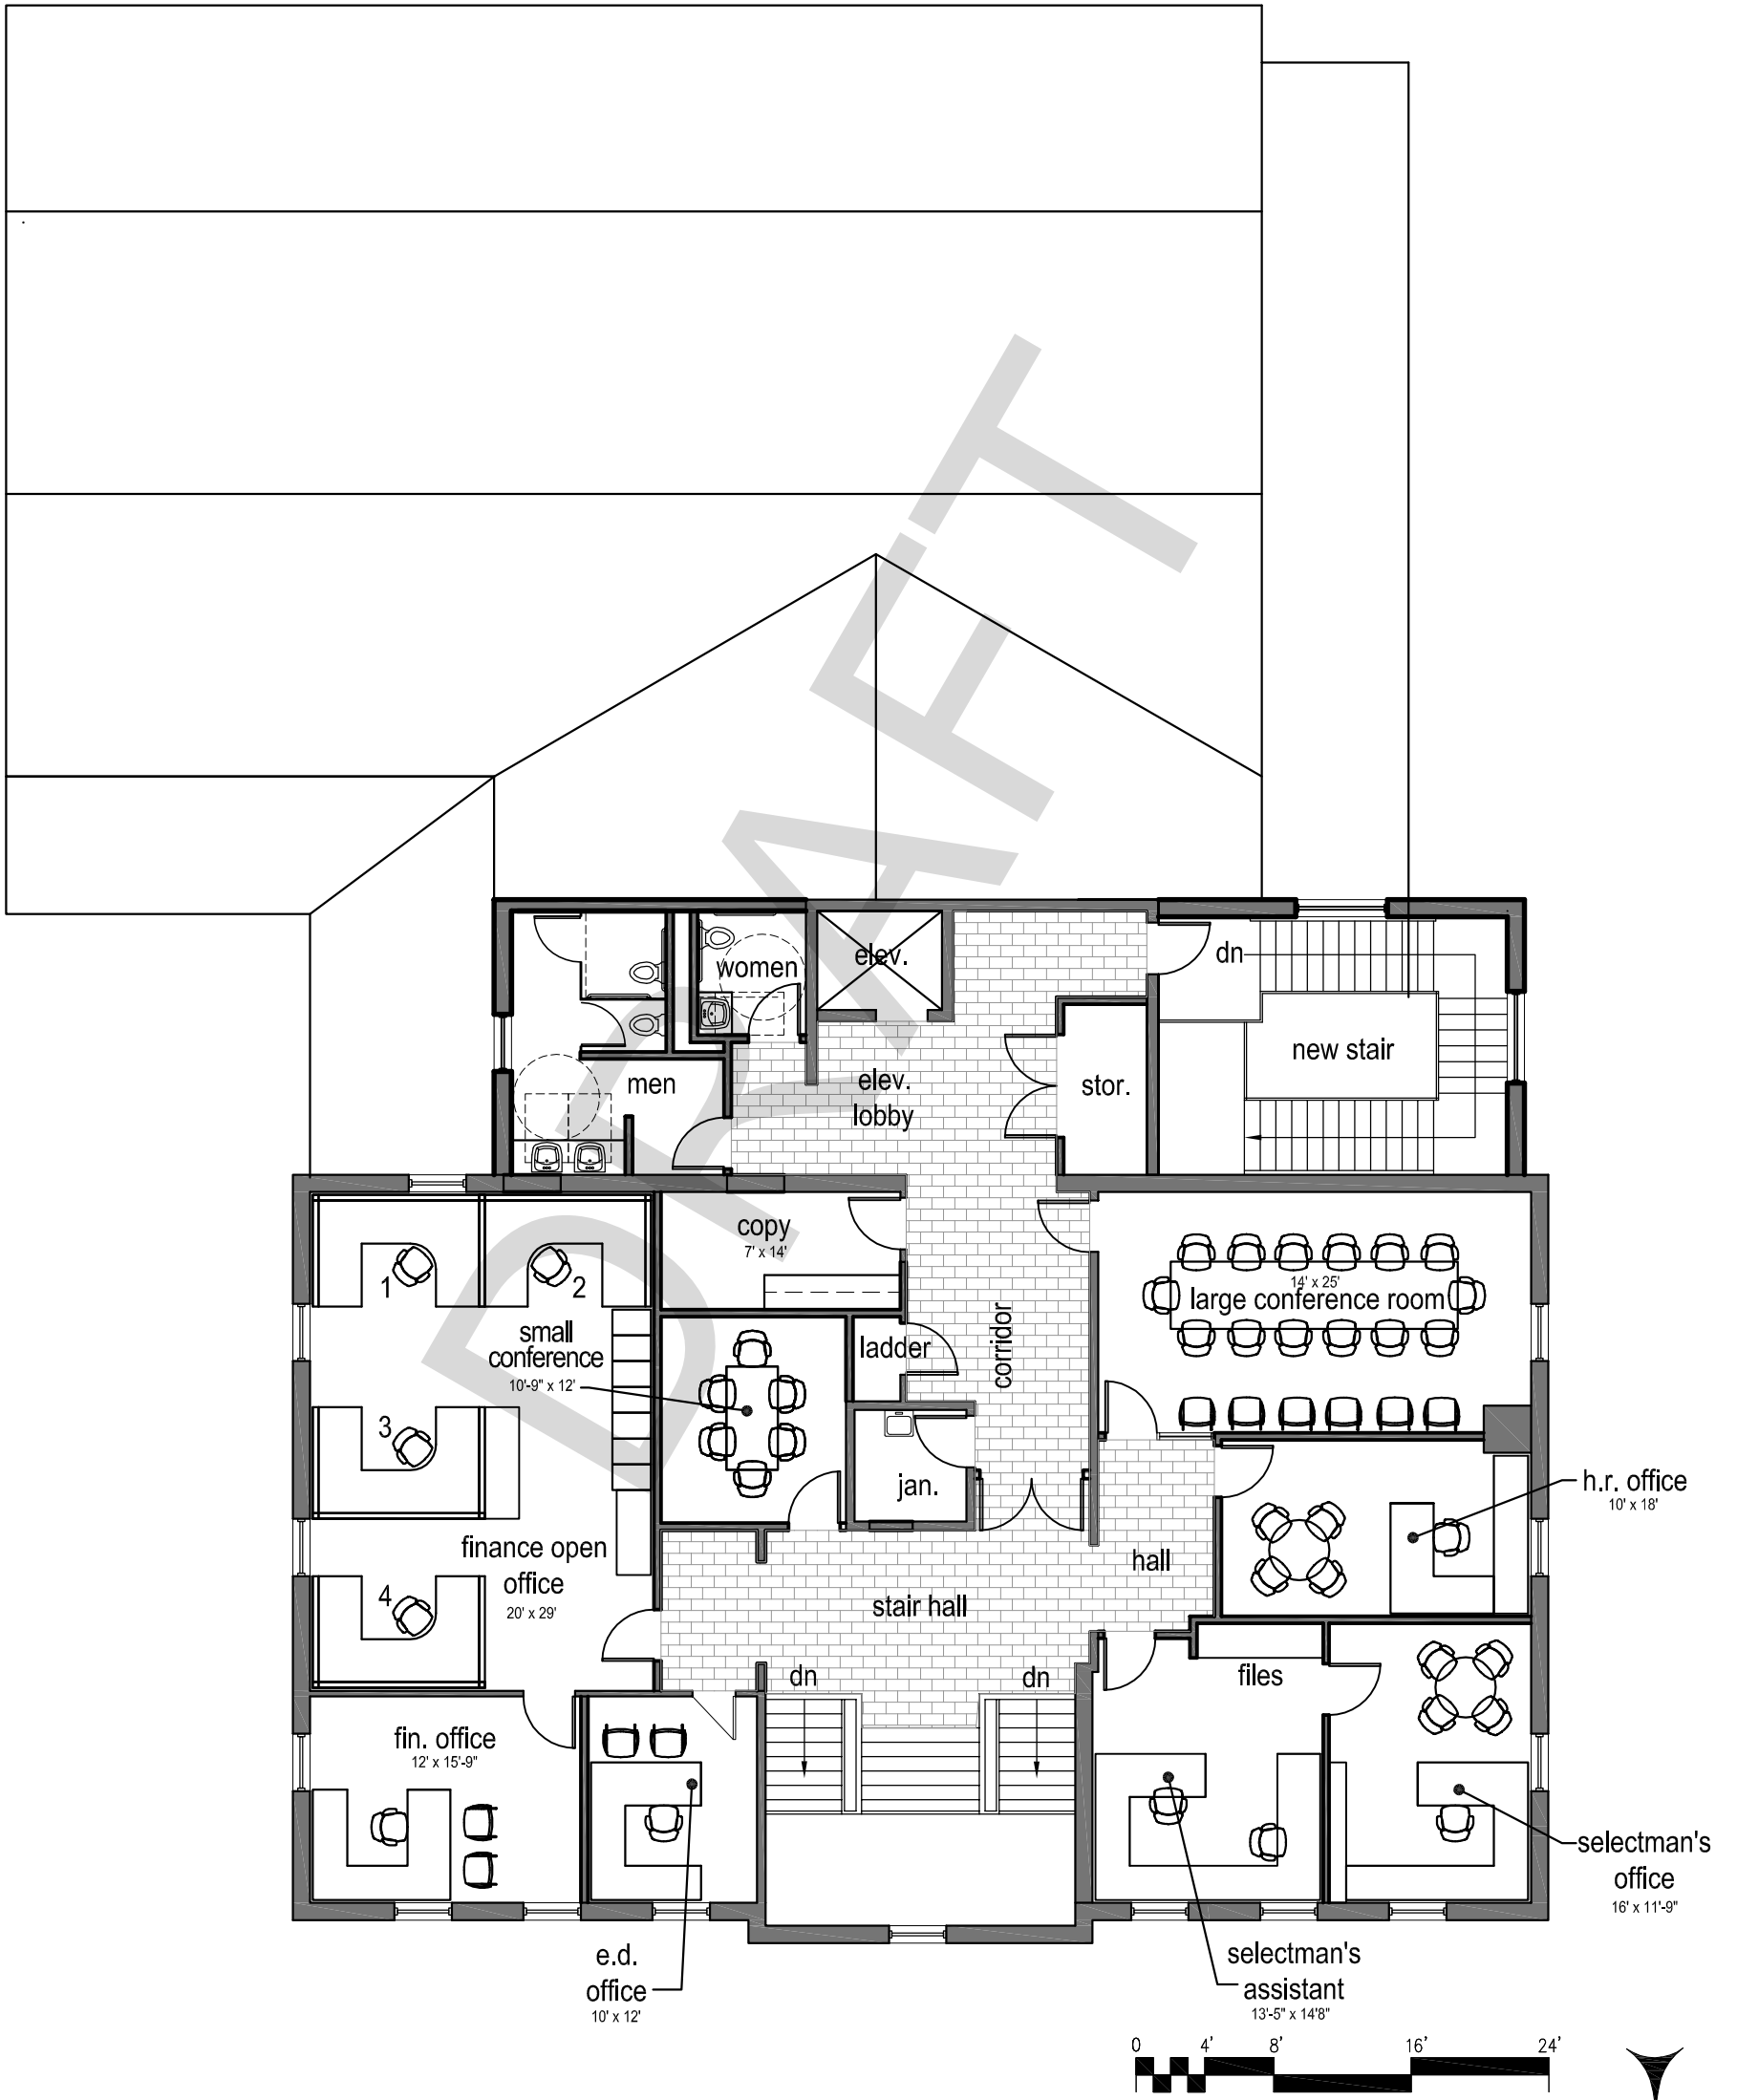 DRAFT
women
elev.
dn
new stair
men
elev.
lobby
stor.
copy
7' x 14'
1
2
14' x 25'
large conference room
small
conference
10'-9" x 12'
ladder
corridor
3
jan.
h.r. office
10' x 18'
finance open
office
20' x 29'
hall
4
stair hall
dn
dn
files
fin. office
12' x 15'-9"
selectman's
office
16' x 11'-9"
e.d.
office
10' x 12'
selectman's
assistant
13'-5" x 14'8"
0 4' 8' 16' 24'